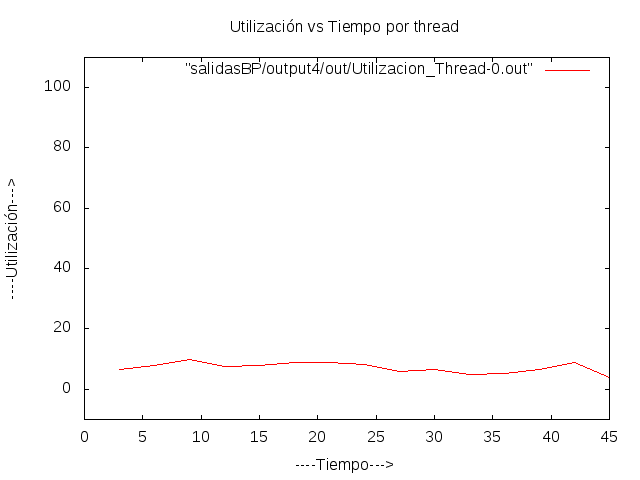 Utilización vs Tiempo por thread
"salidasBP/output4/out/Utilizacion_Thread-0.out"
100
80
60
40
20
0
----Utilización--->
0 5 10 15 20 25 30 35 40 45
----Tiempo--->